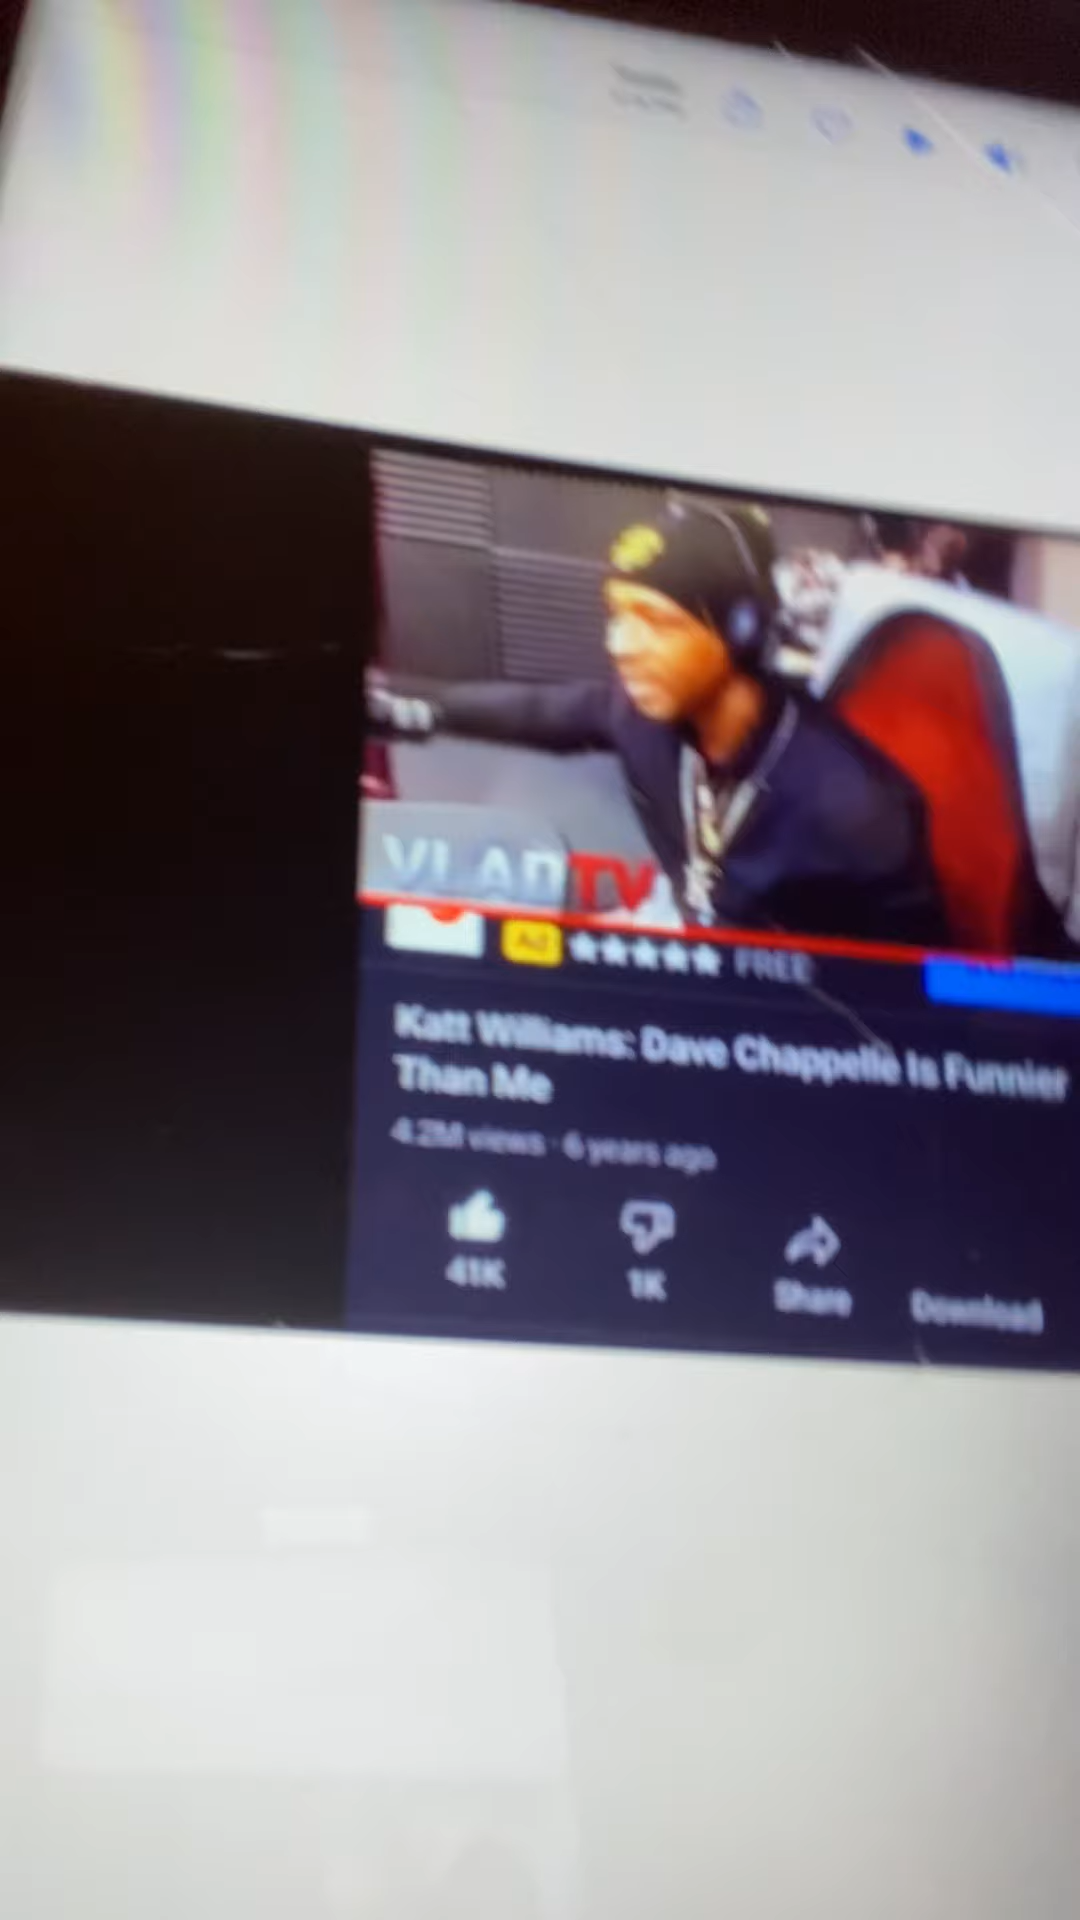 VLADTV
Ad ★★★★★ FREE
Katt Williams: Dave Chappelle Is Funnier
Than Me
4.2M views · 6 years ago
41K 1K Share Download